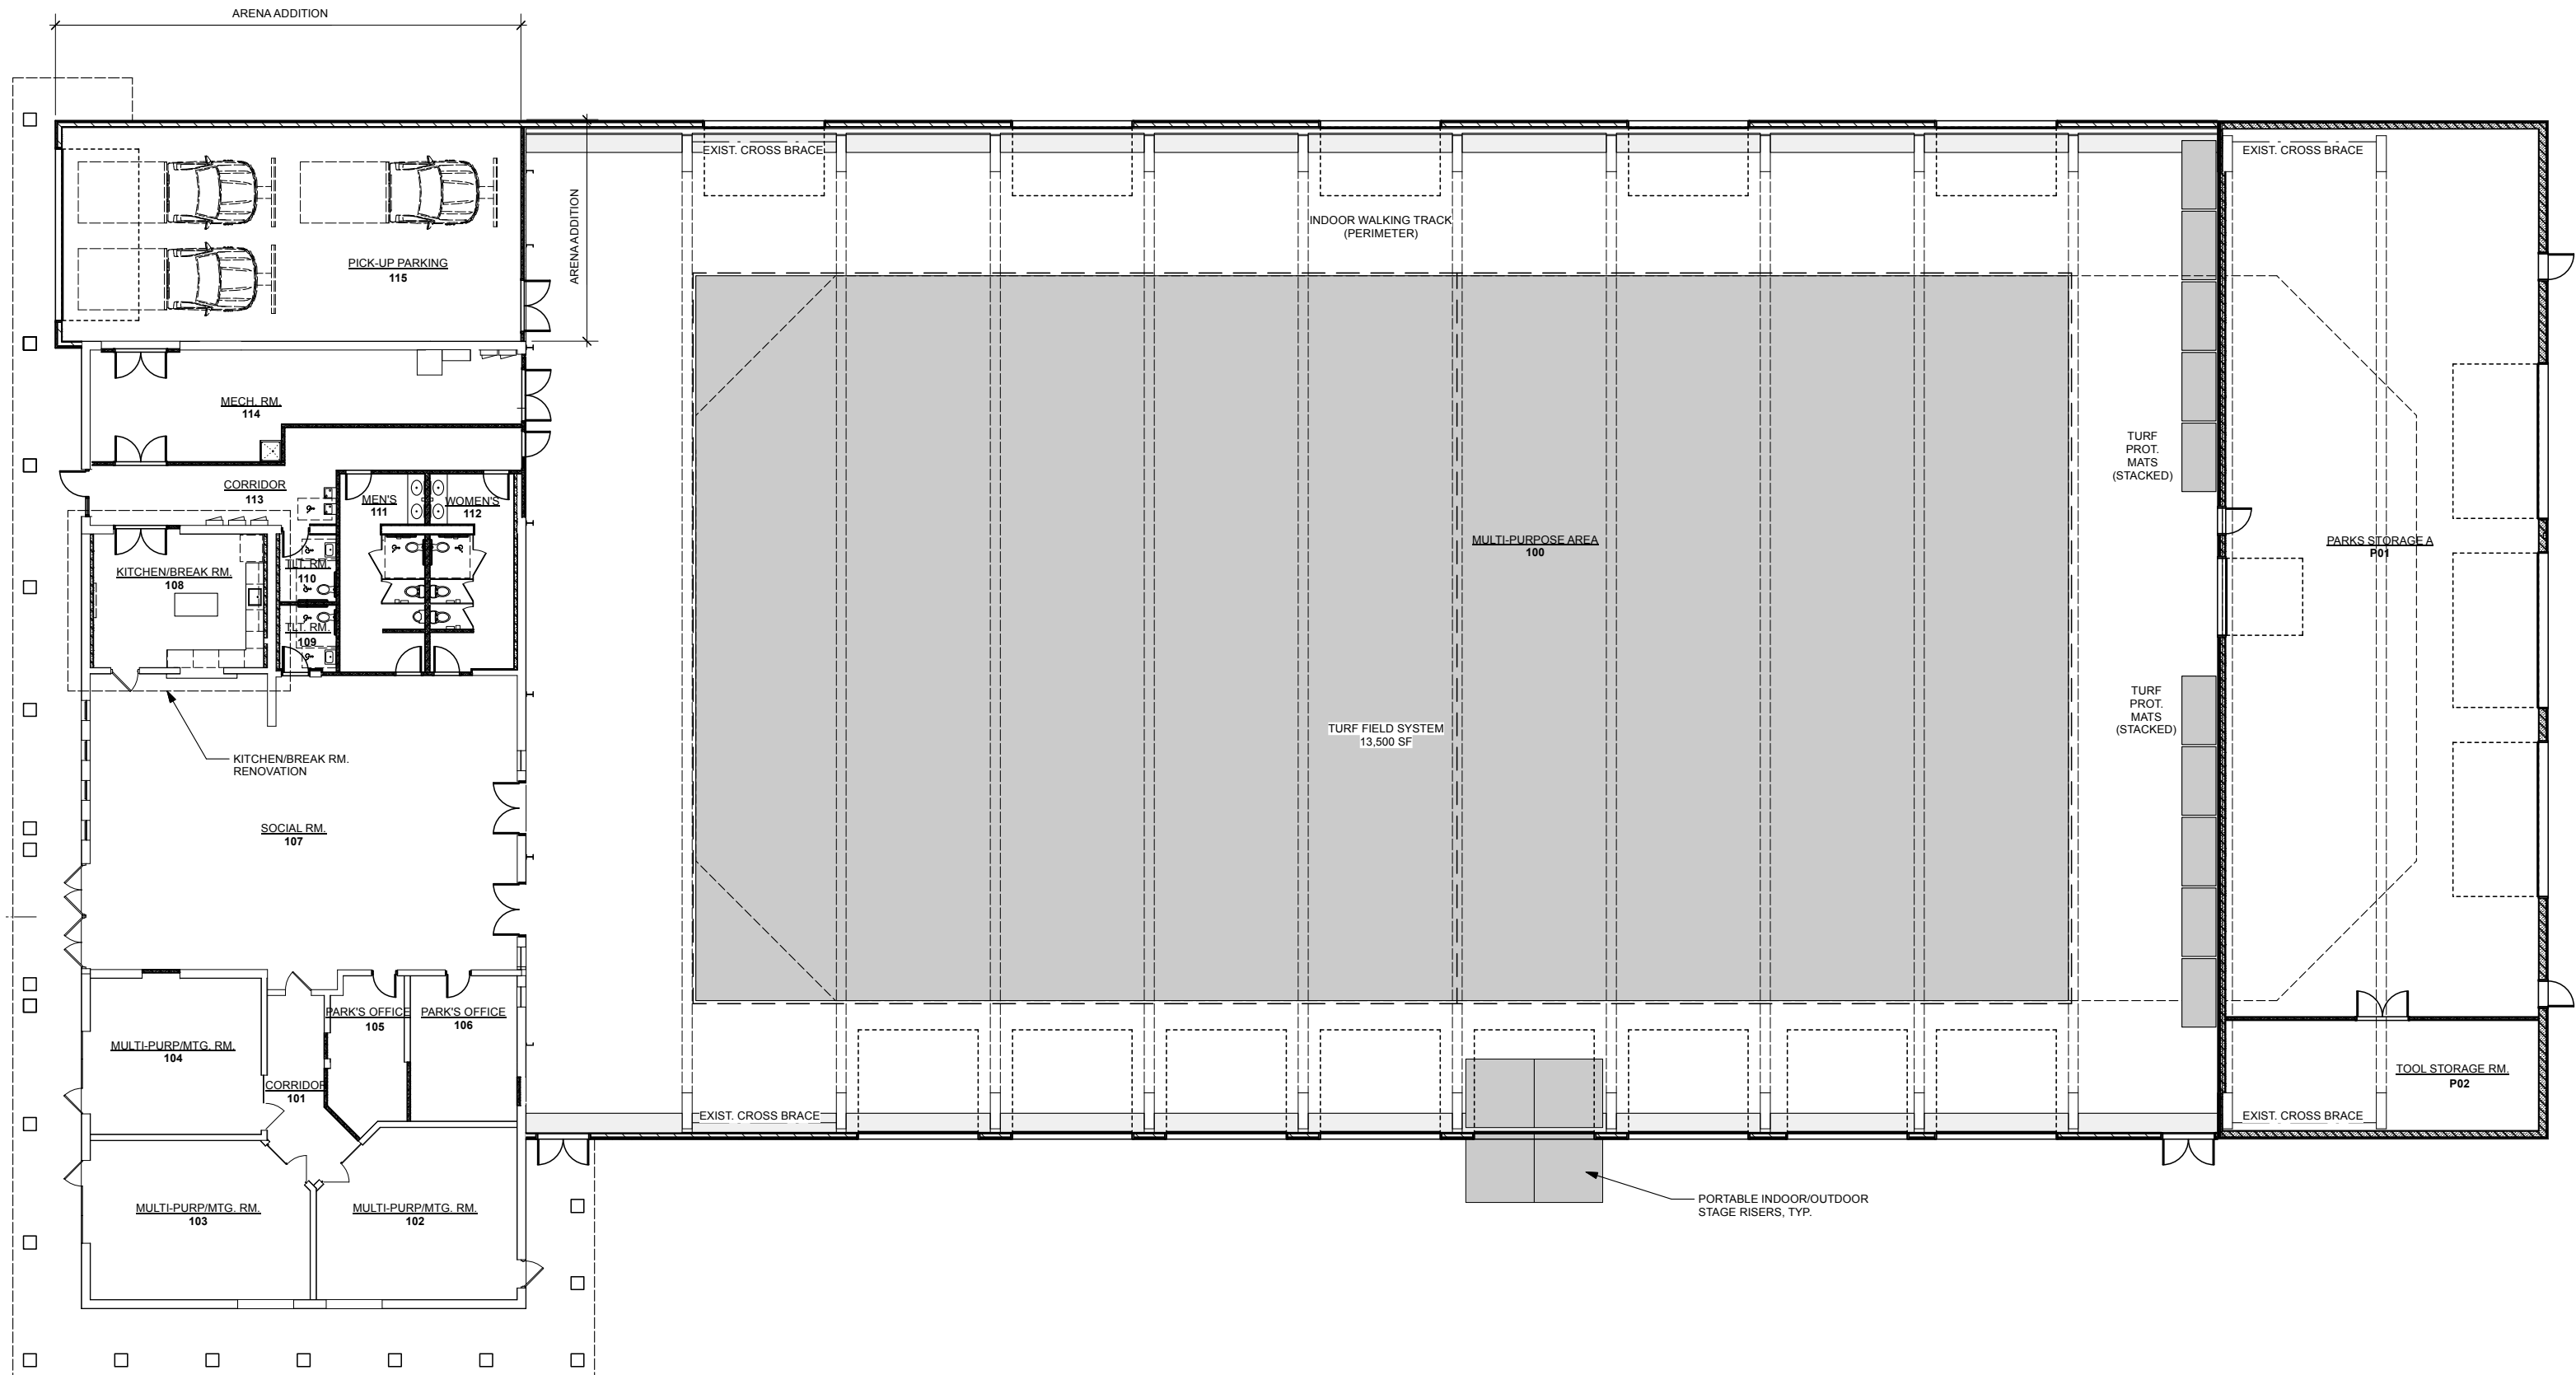 ARENA ADDITION
EXIST. CROSS BRACE
EXIST. CROSS BRACE
ARENA ADDITION
INDOOR WALKING TRACK
(PERIMETER)
PICK-UP PARKING
115
MECH. RM.
114
TURF
PROT.
MATS
(STACKED)
CORRIDOR
113
MEN'S
111
WOMEN'S
112
MULTI-PURPOSE AREA
100
PARKS STORAGE A
P01
KITCHEN/BREAK RM.
108
TLT. RM.
110
TLT. RM.
109
TURF
PROT.
MATS
(STACKED)
TURF FIELD SYSTEM
13,500 SF
KITCHEN/BREAK RM.
RENOVATION
SOCIAL RM.
107
PARK'S OFFICE
105
PARK'S OFFICE
106
MULTI-PURP/MTG. RM.
104
CORRIDOR
101
TOOL STORAGE RM.
P02
EXIST. CROSS BRACE
EXIST. CROSS BRACE
MULTI-PURP/MTG. RM.
103
MULTI-PURP/MTG. RM.
102
PORTABLE INDOOR/OUTDOOR
STAGE RISERS, TYP.